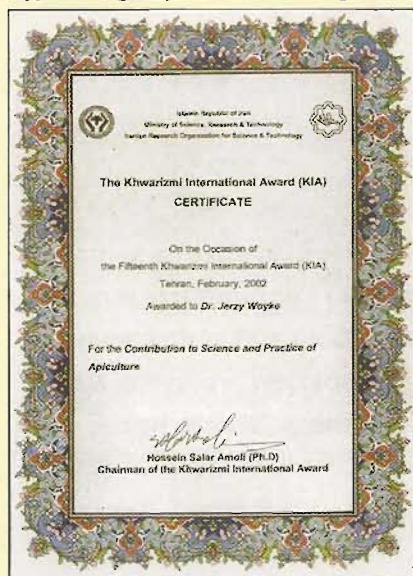 Islamic Republic of Iran
Ministry of Science, Research & Technology
Iranian Research Organization for Science & Technology
The Khwarizmi International Award (KIA)
CERTIFICATE
On the Occasion of
the Fifteenth Khwarizmi International Award (KIA)
Tehran, February, 2002
Awarded to Dr. Jerzy Woyke
For the Contribution to Science and Practice of
Apiculture
Hossein Salar Amoli (Ph.D)
Chairman of the Khwarizmi International Award